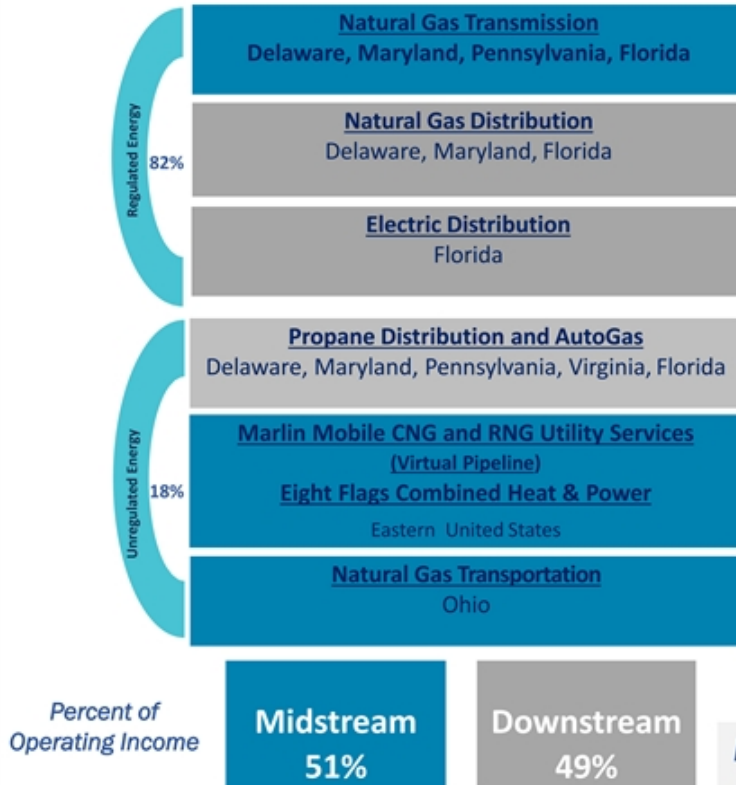 Natural Gas Transmission
Delaware, Maryland, Pennsylvania, Florida
Regulated Energy
82%
Natural Gas Distribution
Delaware, Maryland, Florida
Electric Distribution
Florida
Propane Distribution and AutoGas
Delaware, Maryland, Pennsylvania, Virginia, Florida
Unregulated Energy
18%
Marlin Mobile CNG and RNG Utility Services
(Virtual Pipeline)
Eight Flags Combined Heat & Power
Eastern United States
Natural Gas Transportation
Ohio
Percent of
Operating Income
Midstream
51%
Downstream
49%